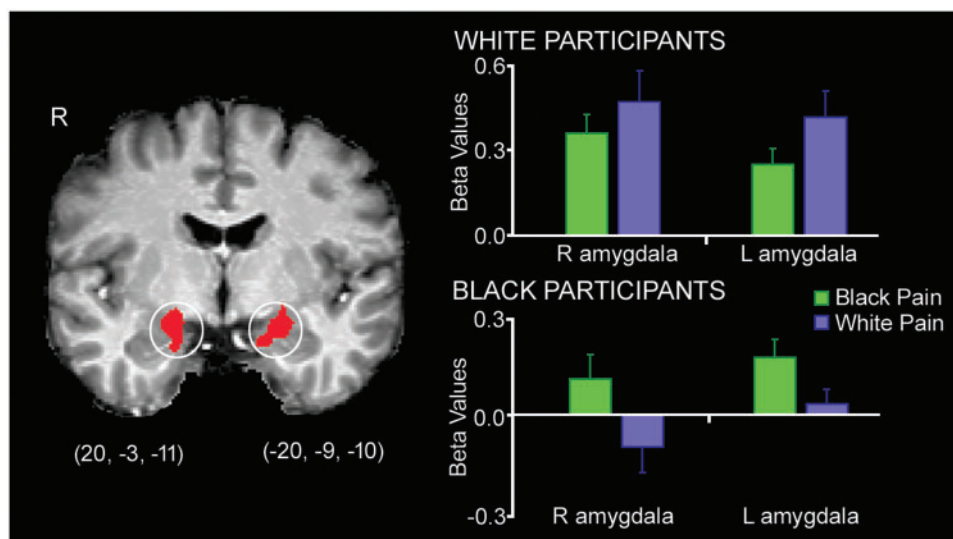 R
(20, -3, -11)
(-20, -9, -10)
WHITE PARTICIPANTS
Beta Values
0.6
0.3
0.0
R amygdala
L amygdala
BLACK PARTICIPANTS
Black Pain
White Pain
Beta Values
0.3
0.0
-0.3
R amygdala
L amygdala